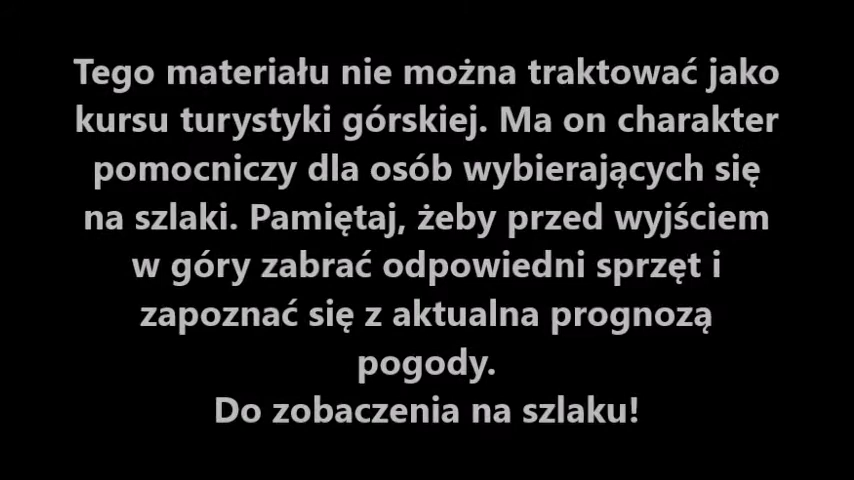 Tego materiału nie można traktować jako
kursu turystyki górskiej. Ma on charakter
pomocniczy dla osób wybierających się
na szlaki. Pamiętaj, żeby przed wyjściem
w góry zabrać odpowiedni sprzęt i
zapoznać się z aktualna prognozą
pogody.
Do zobaczenia na szlaku!